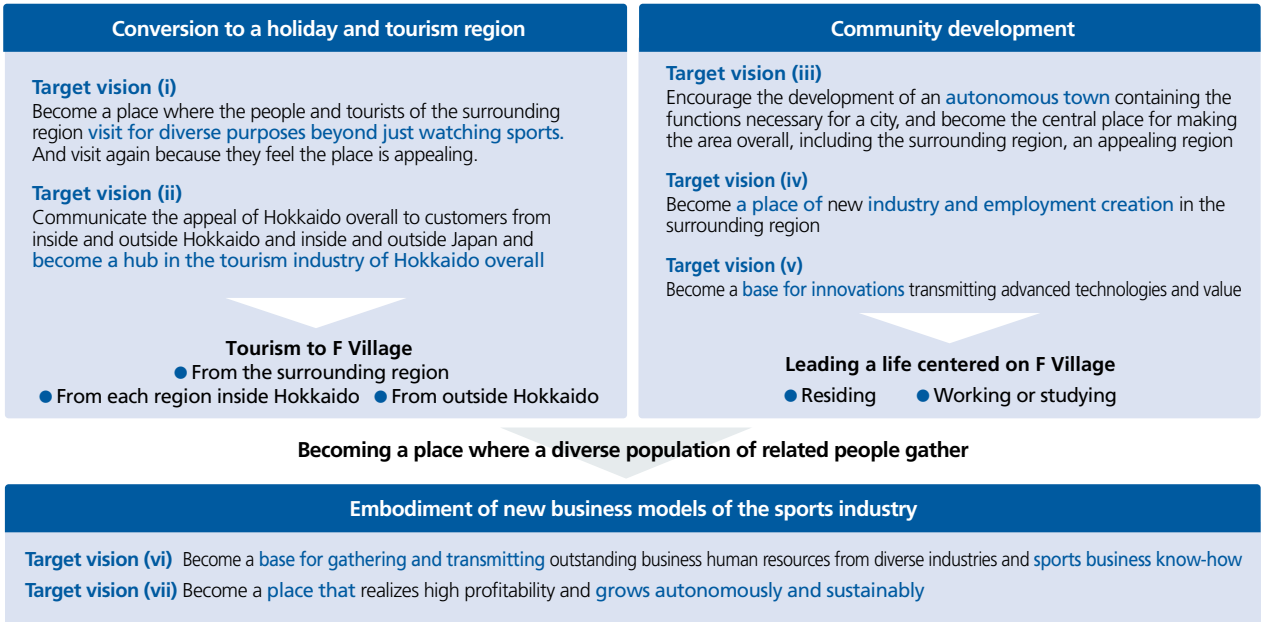 Conversion to a holiday and tourism region
Target vision (i)
Become a place where the people and tourists of the surrounding
region visit for diverse purposes beyond just watching sports.
And visit again because they feel the place is appealing.
Target vision (ii)
Communicate the appeal of Hokkaido overall to customers from
inside and outside Hokkaido and inside and outside Japan and
become a hub in the tourism industry of Hokkaido overall
Tourism to F Village
● From the surrounding region
● From each region inside Hokkaido ● From outside Hokkaido
Community development
Target vision (iii)
Encourage the development of an autonomous town containing the
functions necessary for a city, and become the central place for making
the area overall, including the surrounding region, an appealing region
Target vision (iv)
Become a place of new industry and employment creation in the
surrounding region
Target vision (v)
Become a base for innovations transmitting advanced technologies and value
Leading a life centered on F Village
● Residing ● Working or studying
Becoming a place where a diverse population of related people gather
Embodiment of new business models of the sports industry
Target vision (vi) Become a base for gathering and transmitting outstanding business human resources from diverse industries and sports business know-how
Target vision (vii) Become a place that realizes high profitability and grows autonomously and sustainably